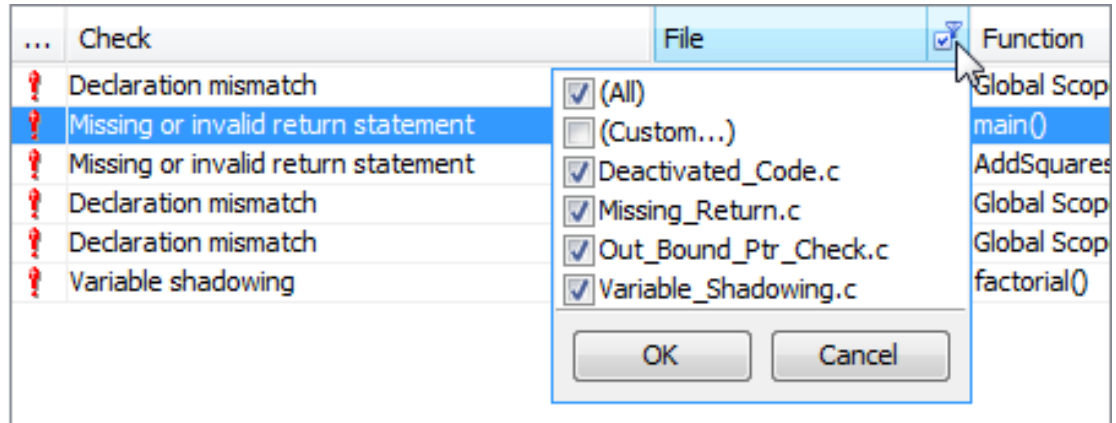 ... Check File Function
Declaration mismatch Global Scop
Missing or invalid return statement main()
Missing or invalid return statement AddSquares
Declaration mismatch Global Scop
Declaration mismatch Global Scop
Variable shadowing factorial()
(All)
(Custom...)
Deactivated_Code.c
Missing_Return.c
Out_Bound_Ptr_Check.c
Variable_Shadowing.c
OK Cancel